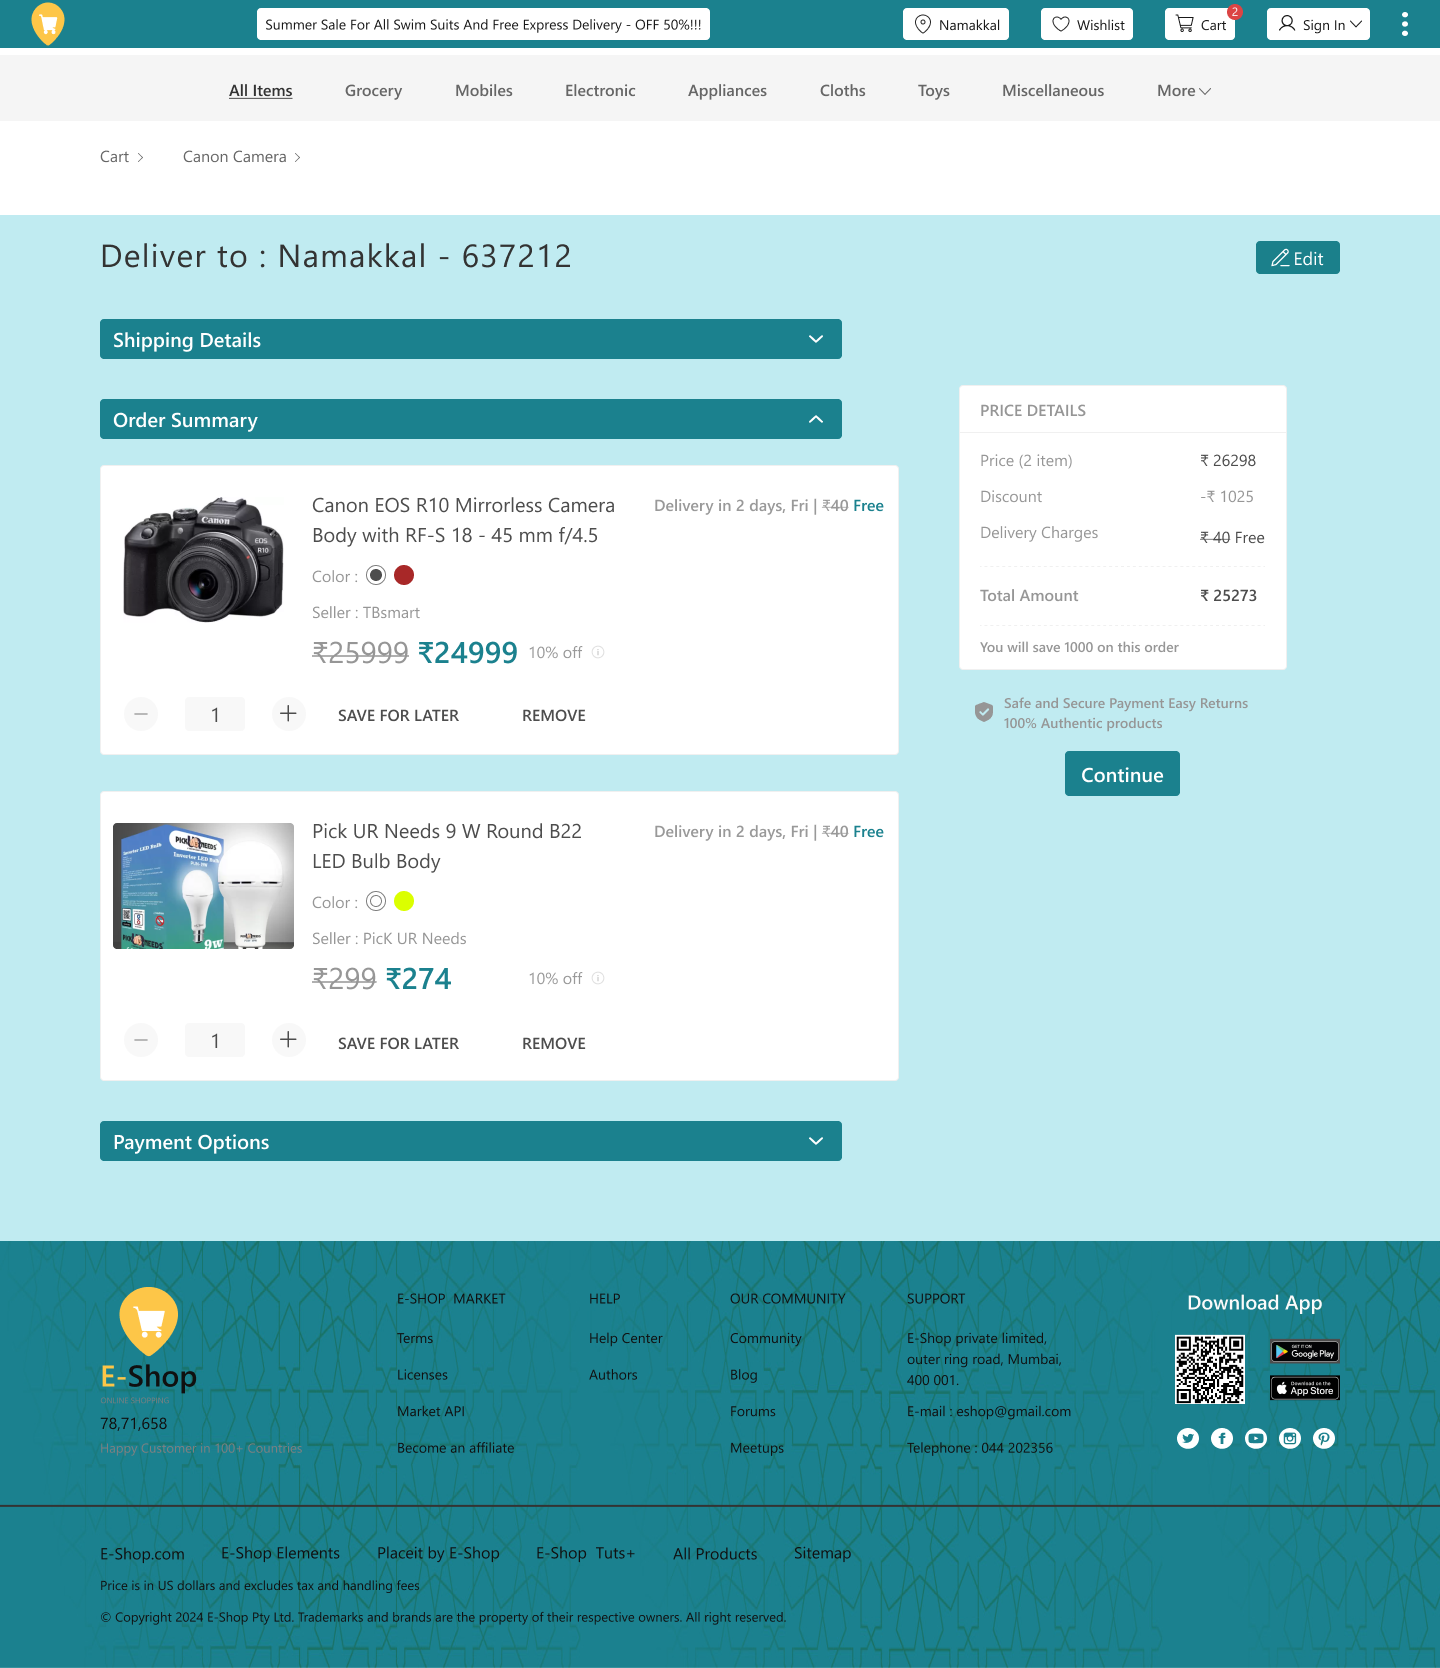 Summer Sale For All Swim Suits And Free Express Delivery - OFF 50%!!!
Namakkal
Wishlist
Cart
2
Sign In
All Items
Grocery
Mobiles
Electronic
Appliances
Cloths
Toys
Miscellaneous
More
Cart
Canon Camera
Deliver to : Namakkal - 637212
Edit
Shipping Details
Order Summary
Canon
EOS
R10
Canon EOS R10 Mirrorless Camera
Body with RF-S 18 - 45 mm f/4.5
Delivery in 2 days, Fri | ₹40 Free
Color :
Seller : TBsmart
₹25999 ₹24999 10% off
1
SAVE FOR LATER
REMOVE
PRICE DETAILS
Price (2 item) ₹ 26298
Discount -₹ 1025
Delivery Charges ₹ 40 Free
Total Amount ₹ 25273
You will save 1000 on this order
Safe and Secure Payment Easy Returns
100% Authentic products
Continue
PICK UR NEEDS
Inverter LED Bulb
9w
Pick UR Needs 9 W Round B22
LED Bulb Body
Delivery in 2 days, Fri | ₹40 Free
Color :
Seller : PicK UR Needs
₹299 ₹274 10% off
1
SAVE FOR LATER
REMOVE
Payment Options
E-Shop
ONLINE SHOPPING
78,71,658
Happy Customer in 100+ Countries
E-SHOP MARKET
Terms
Licenses
Market API
Become an affiliate
HELP
Help Center
Authors
OUR COMMUNITY
Community
Blog
Forums
Meetups
SUPPORT
E-Shop private limited,
outer ring road, Mumbai,
400 001.
E-mail : eshop@gmail.com
Telephone : 044 202356
Download App
GET IT ON
Google Play
Download on the
App Store
E-Shop.com
E-Shop Elements
Placeit by E-Shop
E-Shop Tuts+
All Products
Sitemap
Price is in US dollars and excludes tax and handling fees
© Copyright 2024 E-Shop Pty Ltd. Trademarks and brands are the property of their respective owners. All right reserved.